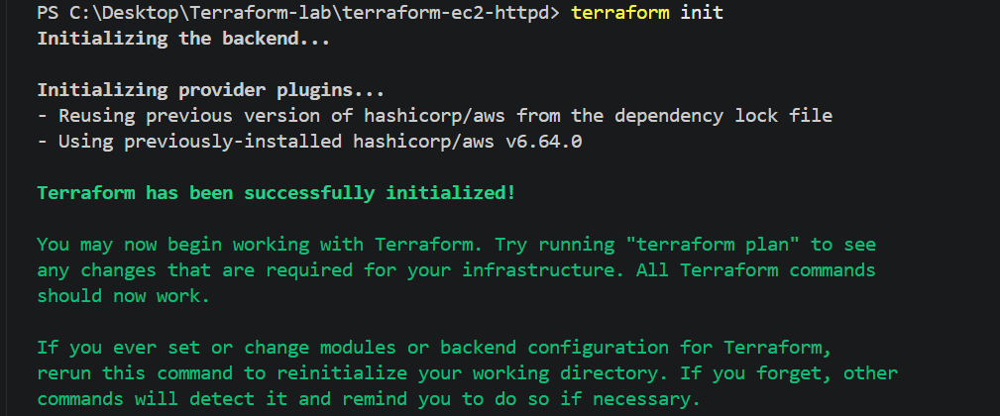 PS C:\Desktop\Terraform-lab\terraform-ec2-httpd> terraform init
Initializing the backend...
Initializing provider plugins...
- Reusing previous version of hashicorp/aws from the dependency lock file
- Using previously-installed hashicorp/aws v6.64.0
Terraform has been successfully initialized!
You may now begin working with Terraform. Try running "terraform plan" to see
any changes that are required for your infrastructure. All Terraform commands
should now work.
If you ever set or change modules or backend configuration for Terraform,
rerun this command to reinitialize your working directory. If you forget, other
commands will detect it and remind you to do so if necessary.